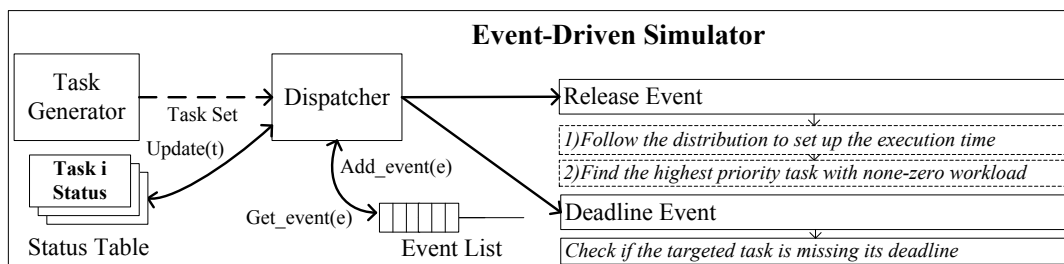 Event-Driven Simulator
Task
Generator
Task Set
Dispatcher
Update(t)
Task i
Status
Status Table
Add_event(e)
Get_event(e)
Event List
Release Event
1)Follow the distribution to set up the execution time
2)Find the highest priority task with none-zero workload
Deadline Event
Check if the targeted task is missing its deadline